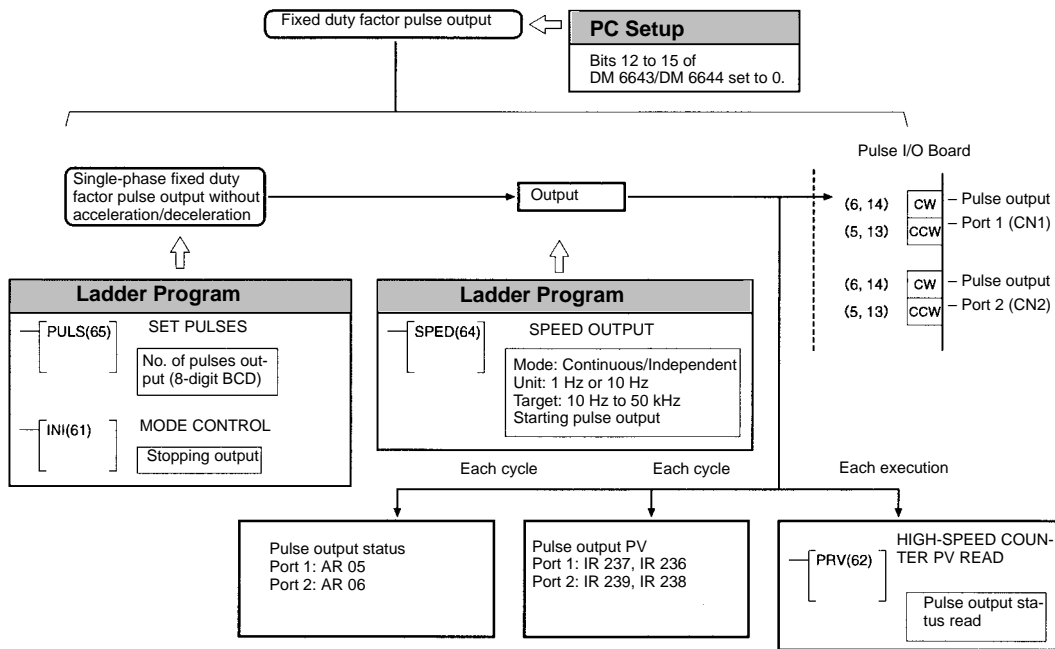 Fixed duty factor pulse output
PC Setup
Bits 12 to 15 of
DM 6643/DM 6644 set to 0.
Pulse I/O Board
Single-phase fixed duty
factor pulse output without
acceleration/deceleration
Output
(6, 14) CW – Pulse output
(5, 13) CCW – Port 1 (CN1)
(6, 14) CW – Pulse output
(5, 13) CCW – Port 2 (CN2)
Ladder Program
PULS(65) SET PULSES
No. of pulses out-
put (8-digit BCD)
INI(61) MODE CONTROL
Stopping output
Ladder Program
SPED(64) SPEED OUTPUT
Mode: Continuous/Independent
Unit: 1 Hz or 10 Hz
Target: 10 Hz to 50 kHz
Starting pulse output
Each cycle
Each cycle
Each execution
Pulse output status
Port 1: AR 05
Port 2: AR 06
Pulse output PV
Port 1: IR 237, IR 236
Port 2: IR 239, IR 238
PRV(62)
HIGH-SPEED COUN-
TER PV READ
Pulse output sta-
tus read